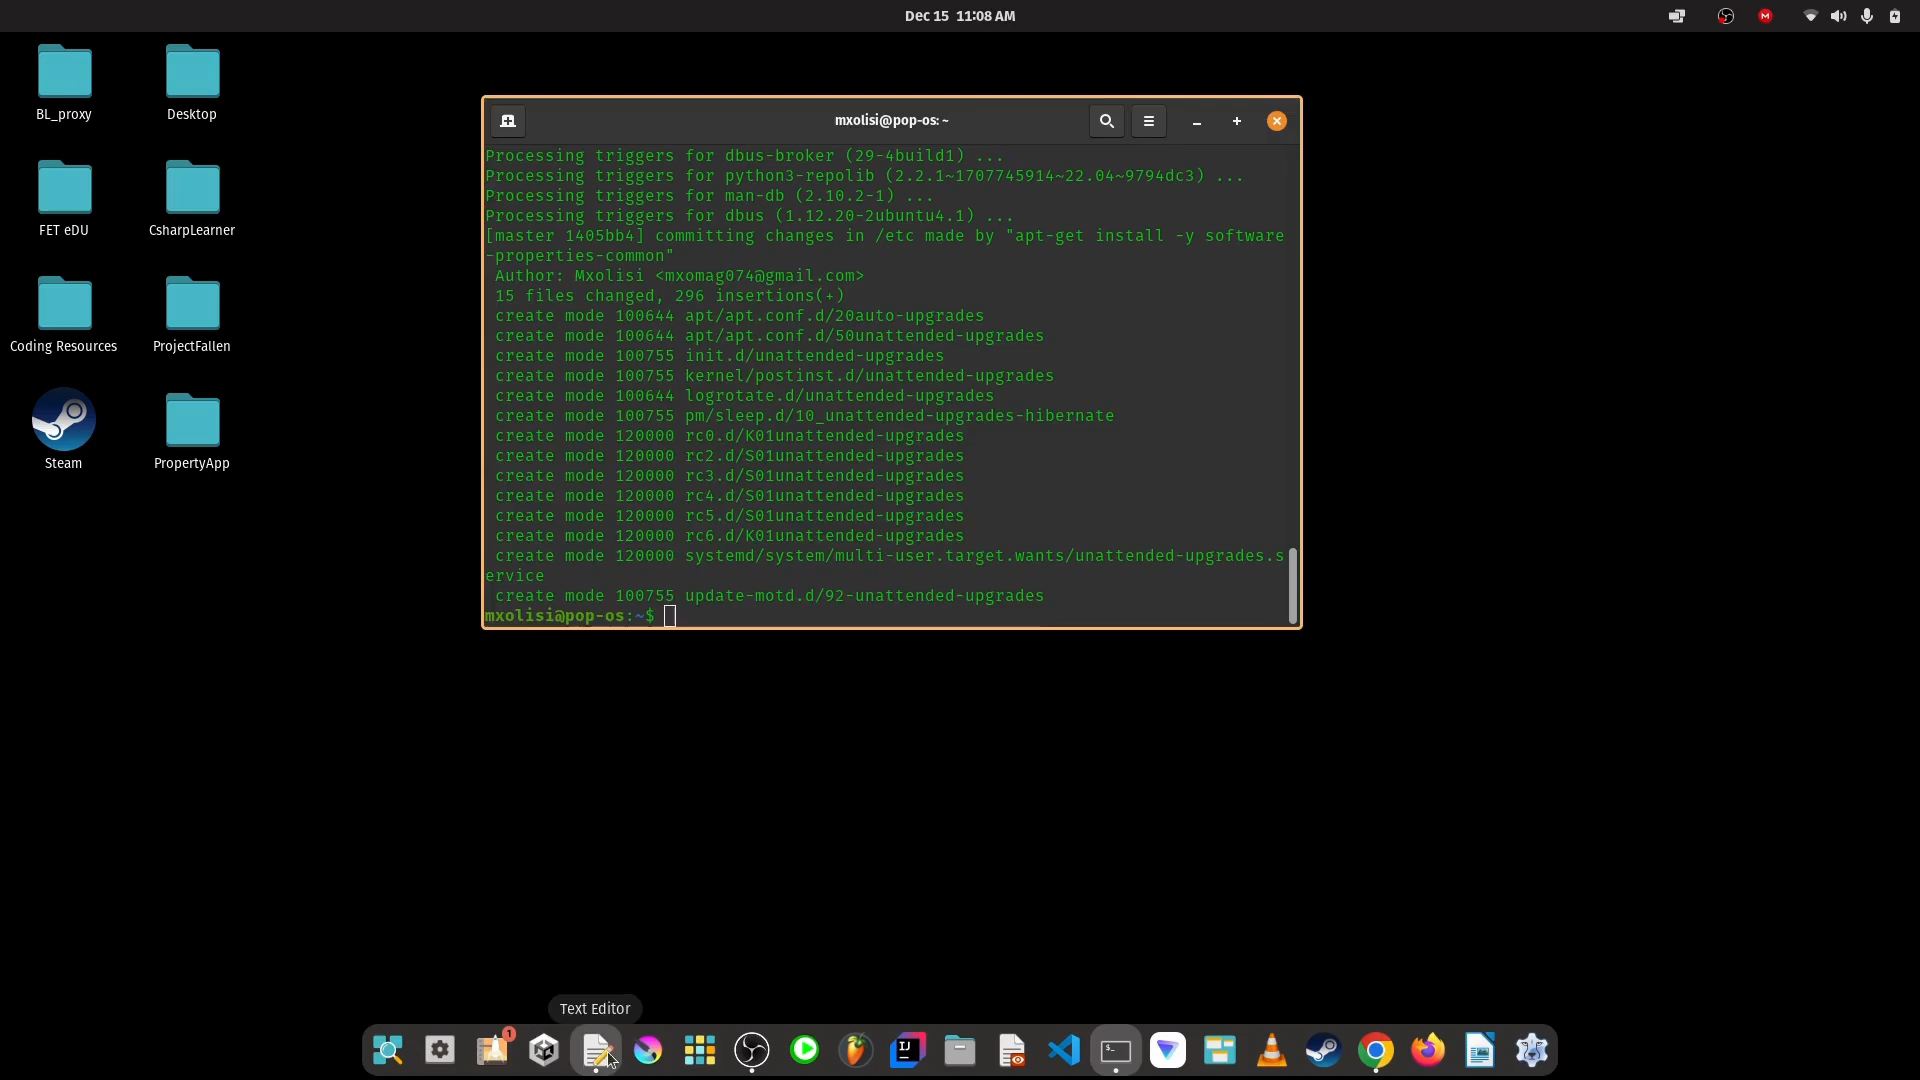 Dec 15 11:08 AM
BL_proxy
Desktop
FET eDU
CsharpLearner
Coding Resources
ProjectFallen
Steam
PropertyApp
mxolisi@pop-os: ~
Processing triggers for dbus-broker (29-4build1) ...
Processing triggers for python3-repolib (2.2.1~1707745914~22.04~9794dc3) ...
Processing triggers for man-db (2.10.2-1) ...
Processing triggers for dbus (1.12.20-2ubuntu4.1) ...
[master 1405bb4] committing changes in /etc made by "apt-get install -y software
-properties-common"
Author: Mxolisi <mxomag074@gmail.com>
15 files changed, 296 insertions(+)
create mode 100644 apt/apt.conf.d/20auto-upgrades
create mode 100644 apt/apt.conf.d/50unattended-upgrades
create mode 100755 init.d/unattended-upgrades
create mode 100755 kernel/postinst.d/unattended-upgrades
create mode 100644 logrotate.d/unattended-upgrades
create mode 100755 pm/sleep.d/10_unattended-upgrades-hibernate
create mode 120000 rc0.d/K01unattended-upgrades
create mode 120000 rc2.d/S01unattended-upgrades
create mode 120000 rc3.d/S01unattended-upgrades
create mode 120000 rc4.d/S01unattended-upgrades
create mode 120000 rc5.d/S01unattended-upgrades
create mode 120000 rc6.d/K01unattended-upgrades
create mode 120000 systemd/system/multi-user.target.wants/unattended-upgrades.s
ervice
create mode 100755 update-motd.d/92-unattended-upgrades
mxolisi@pop-os:~$
Text Editor
1
IJ
$_
M